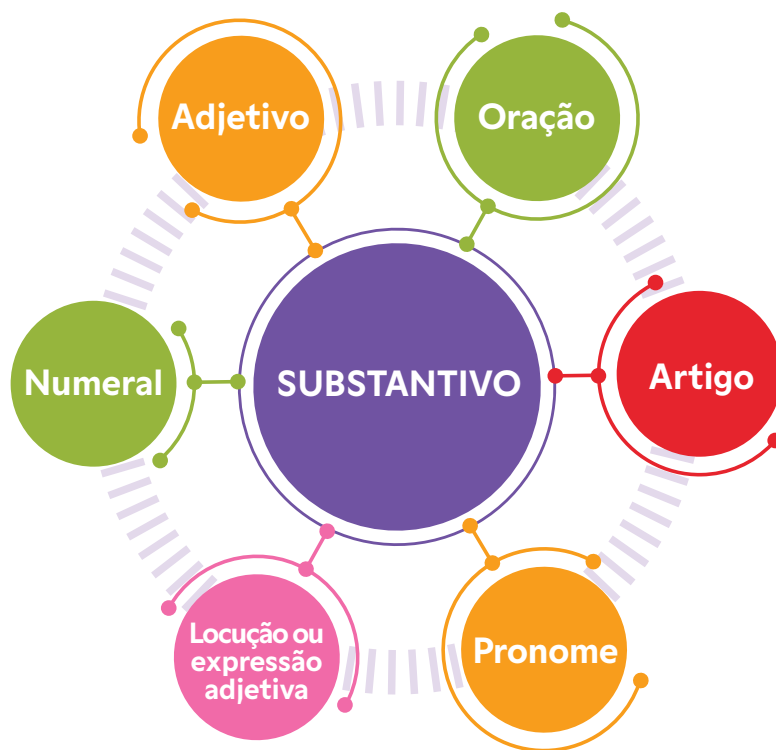 Adjetivo
Oração
Numeral
SUBSTANTIVO
Artigo
Locução ou
expressão
adjetiva
Pronome